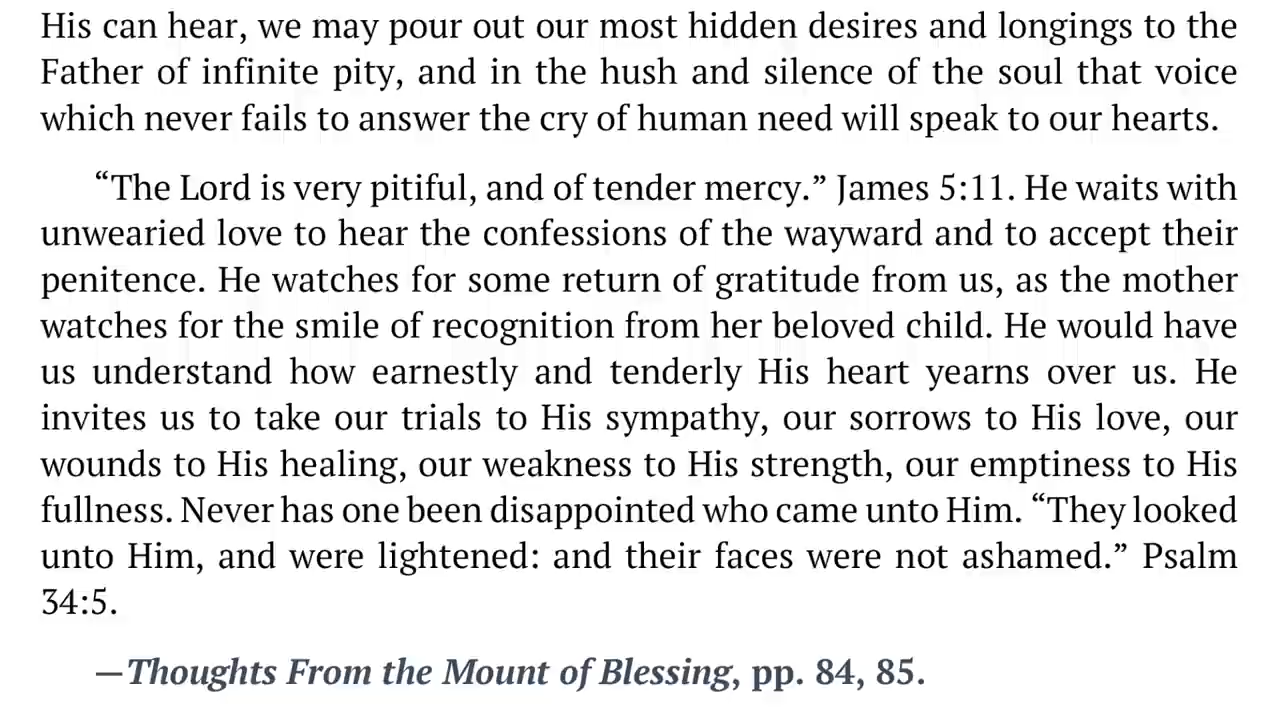 His can hear, we may pour out our most hidden desires and longings to the
Father of infinite pity, and in the hush and silence of the soul that voice
which never fails to answer the cry of human need will speak to our hearts.
“The Lord is very pitiful, and of tender mercy.” James 5:11. He waits with
unwearied love to hear the confessions of the wayward and to accept their
penitence. He watches for some return of gratitude from us, as the mother
watches for the smile of recognition from her beloved child. He would have
us understand how earnestly and tenderly His heart yearns over us. He
invites us to take our trials to His sympathy, our sorrows to His love, our
wounds to His healing, our weakness to His strength, our emptiness to His
fullness. Never has one been disappointed who came unto Him. “They looked
unto Him, and were lightened: and their faces were not ashamed.” Psalm
34:5.
—Thoughts From the Mount of Blessing, pp. 84, 85.